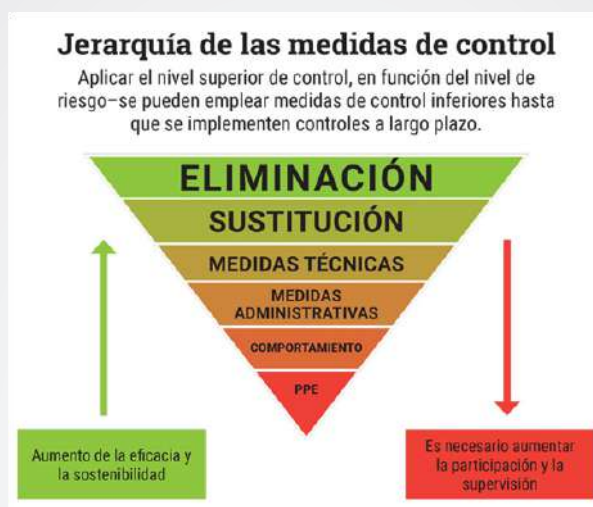 Jerarquía de las medidas de control
Aplicar el nivel superior de control, en función del nivel de
riesgo–se pueden emplear medidas de control inferiores hasta
que se implementen controles a largo plazo.
ELIMINACIÓN
SUSTITUCIÓN
MEDIDAS TÉCNICAS
MEDIDAS
ADMINISTRATIVAS
COMPORTAMIENTO
PPE
Aumento de la eficacia y
la sostenibilidad
Es necesario aumentar
la participación y la
supervisión